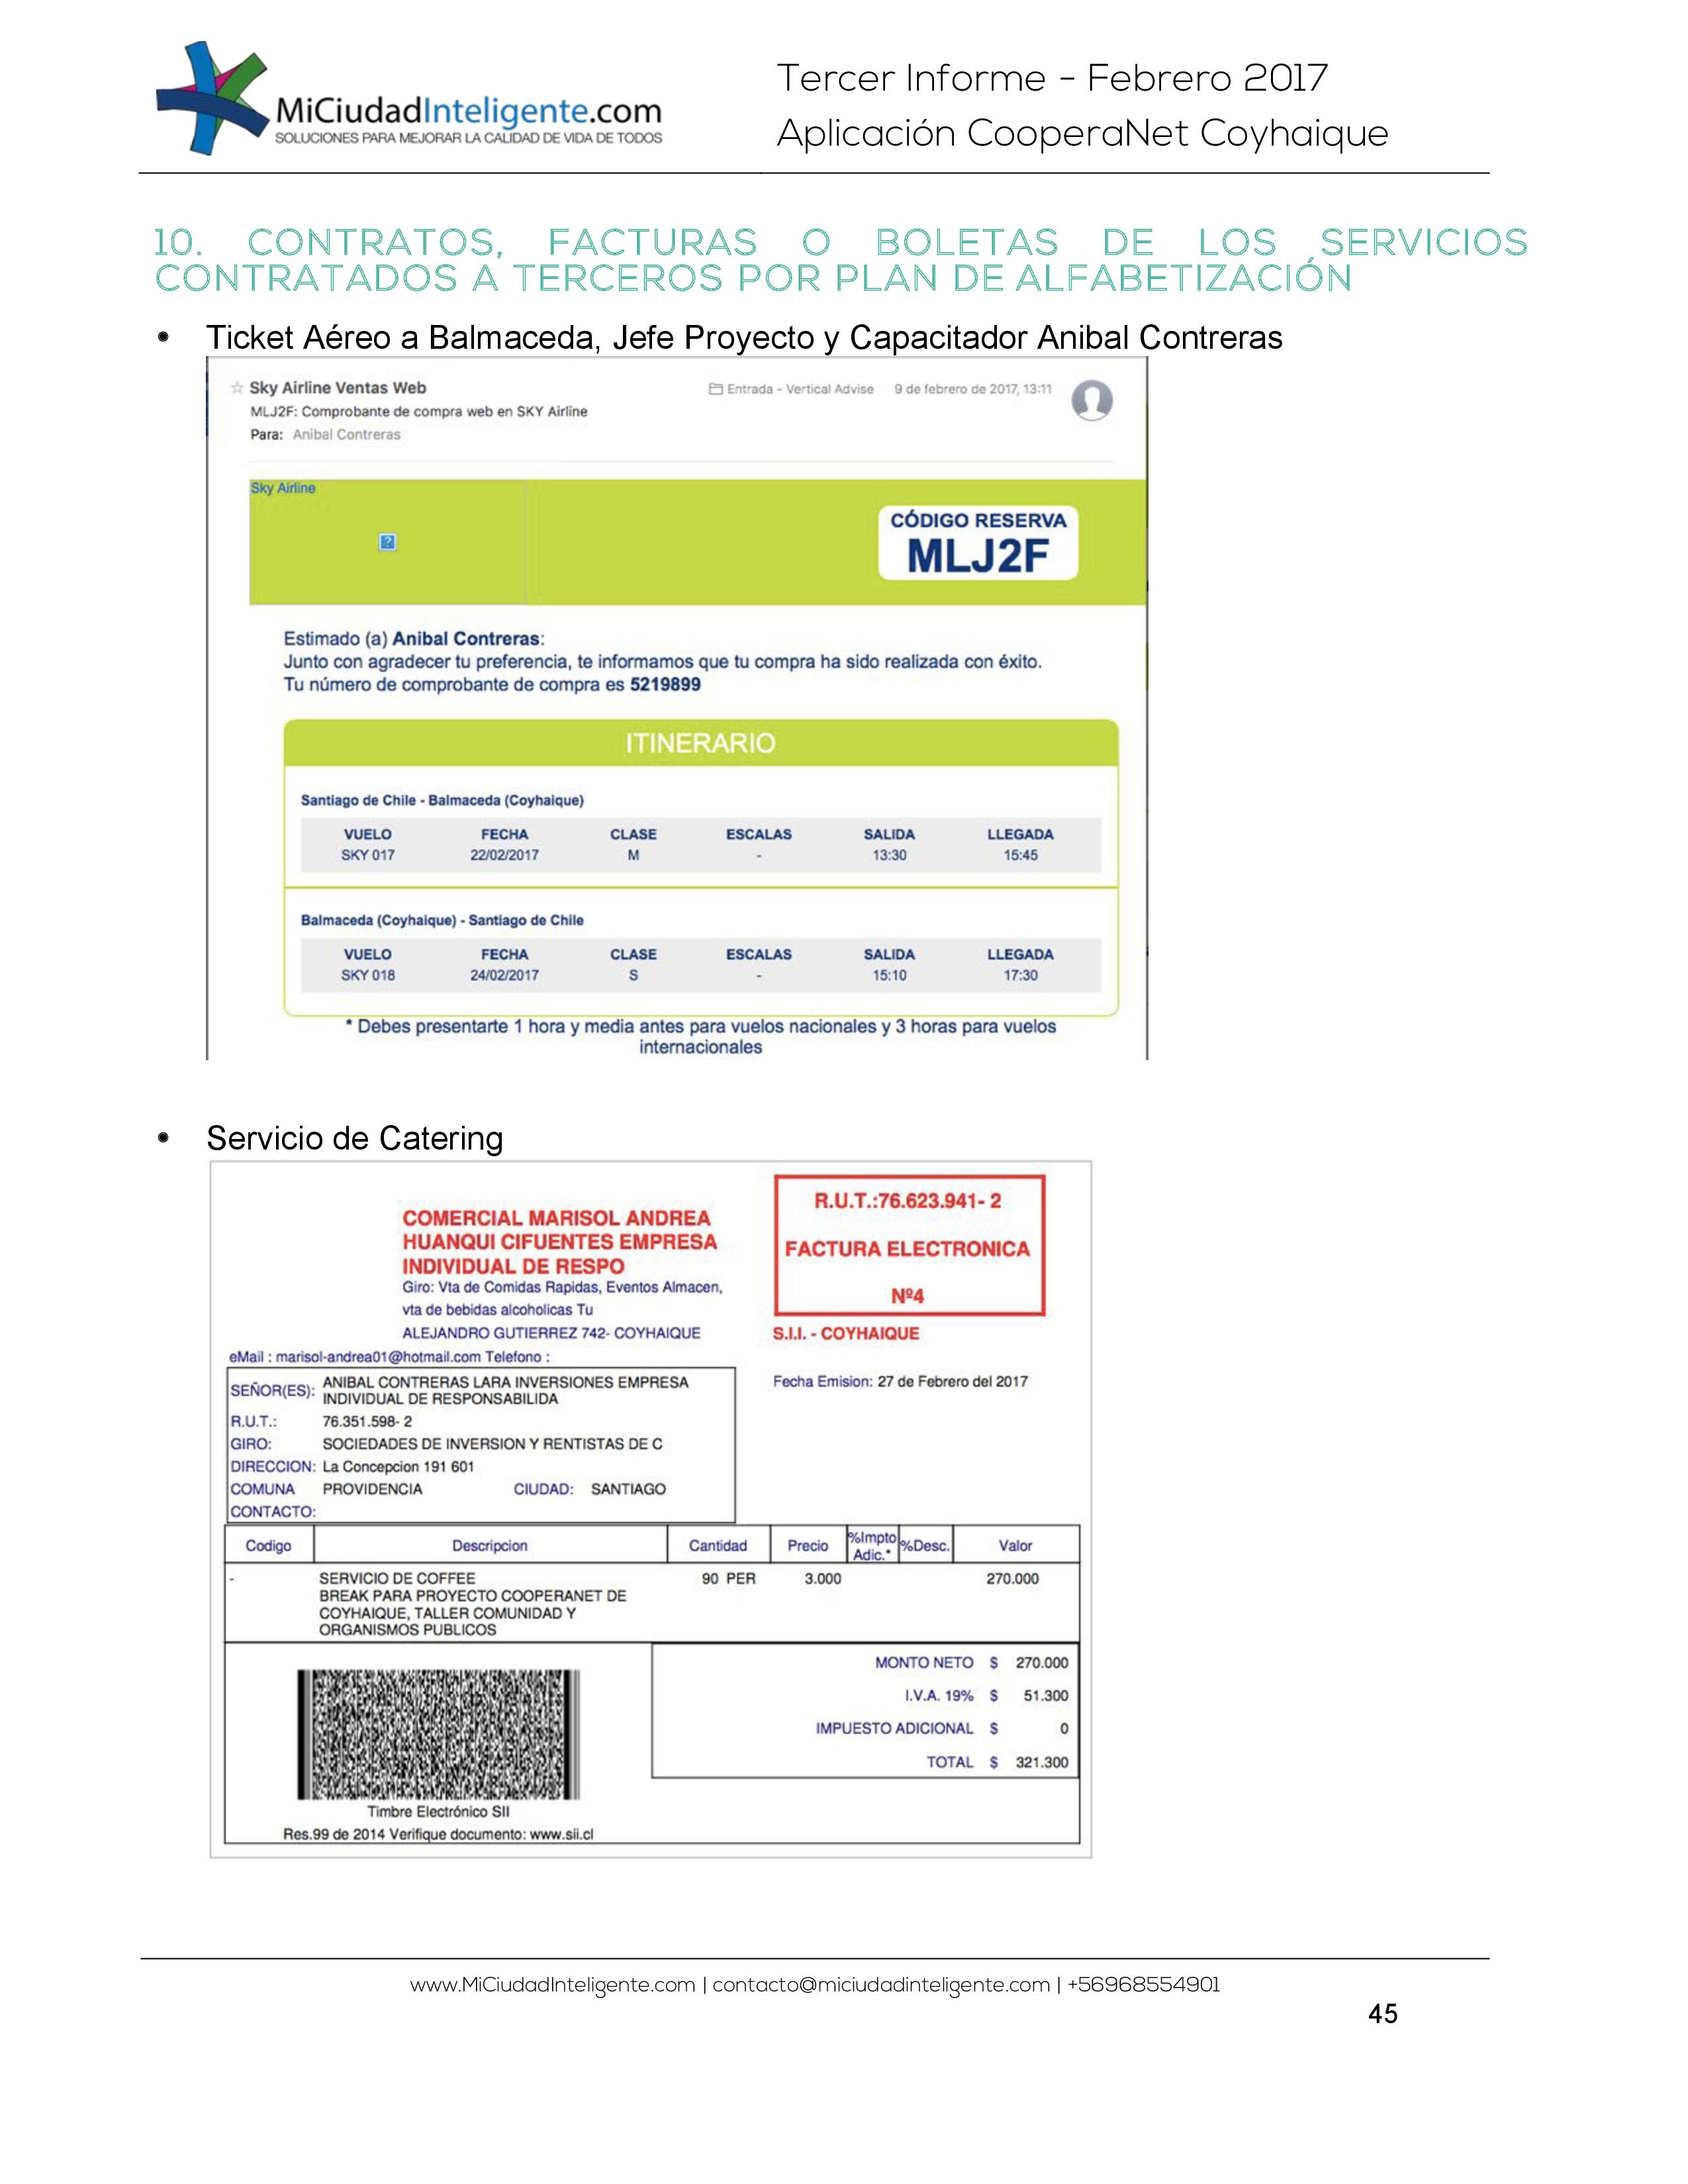 MiCiudadInteligente.com
SOLUCIONES PARA MEJORAR LA CALIDAD DE VIDA DE TODOS
Tercer Informe - Febrero 2017
Aplicación CooperaNet Coyhaique
10. CONTRATOS, FACTURAS O BOLETAS DE LOS SERVICIOS
CONTRATADOS A TERCEROS POR PLAN DE ALFABETIZACIÓN
• Ticket Aéreo a Balmaceda, Jefe Proyecto y Capacitador Anibal Contreras
Sky Airline Ventas Web Entrada - Vertical Advise 9 de febrero de 2017, 13:11
MLJ2F: Comprobante de compra web en SKY Airline
Para: Anibal Contreras
Sky Airline
CÓDIGO RESERVA
MLJ2F
Estimado (a) Anibal Contreras:
Junto con agradecer tu preferencia, te informamos que tu compra ha sido realizada con éxito.
Tu número de comprobante de compra es 5219899
ITINERARIO
Santiago de Chile - Balmaceda (Coyhaique)
VUELO FECHA CLASE ESCALAS SALIDA LLEGADA
SKY 017 22/02/2017 M - 13:30 15:45
Balmaceda (Coyhaique) - Santiago de Chile
VUELO FECHA CLASE ESCALAS SALIDA LLEGADA
SKY 018 24/02/2017 S - 15:10 17:30
* Debes presentarte 1 hora y media antes para vuelos nacionales y 3 horas para vuelos
internacionales
• Servicio de Catering
COMERCIAL MARISOL ANDREA
HUANQUI CIFUENTES EMPRESA
INDIVIDUAL DE RESPO
Giro: Vta de Comidas Rapidas, Eventos Almacen,
vta de bebidas alcoholicas Tu
ALEJANDRO GUTIERREZ 742- COYHAIQUE
eMail : marisol-andrea01@hotmail.com Telefono :
R.U.T.:76.623.941- 2
FACTURA ELECTRONICA
Nº4
S.I.I. - COYHAIQUE
Fecha Emision: 27 de Febrero del 2017
SEÑOR(ES): ANIBAL CONTRERAS LARA INVERSIONES EMPRESA
INDIVIDUAL DE RESPONSABILIDA
R.U.T.: 76.351.598- 2
GIRO: SOCIEDADES DE INVERSION Y RENTISTAS DE C
DIRECCION: La Concepcion 191 601
COMUNA PROVIDENCIA CIUDAD: SANTIAGO
CONTACTO:
Codigo Descripcion Cantidad Precio %Impto Adic.* %Desc. Valor
- SERVICIO DE COFFEE 90 PER 3.000 270.000
BREAK PARA PROYECTO COOPERANET DE
COYHAIQUE, TALLER COMUNIDAD Y
ORGANISMOS PUBLICOS
MONTO NETO $ 270.000
I.V.A. 19% $ 51.300
IMPUESTO ADICIONAL $ 0
TOTAL $ 321.300
Timbre Electrónico SII
Res.99 de 2014 Verifique documento: www.sii.cl
www.MiCiudadInteligente.com | contacto@miciudadinteligente.com | +56968554901
45